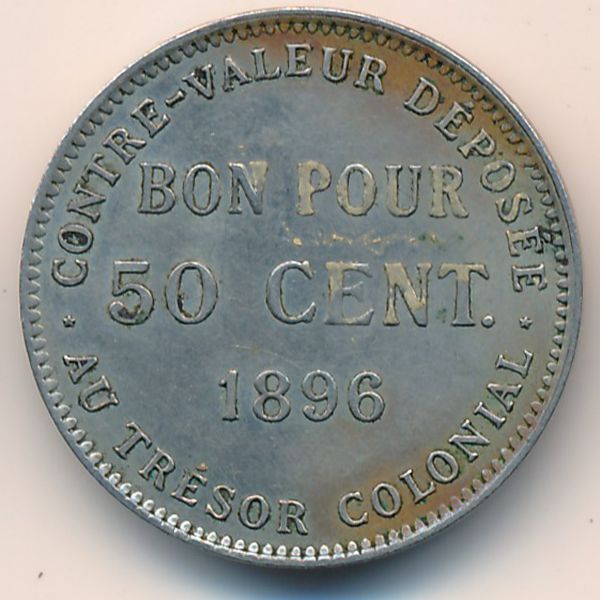 CONTRE-VALEUR DÉPOSÉE
BON POUR
50 CENT.
1896
* AU TRÉSOR COLONIAL *